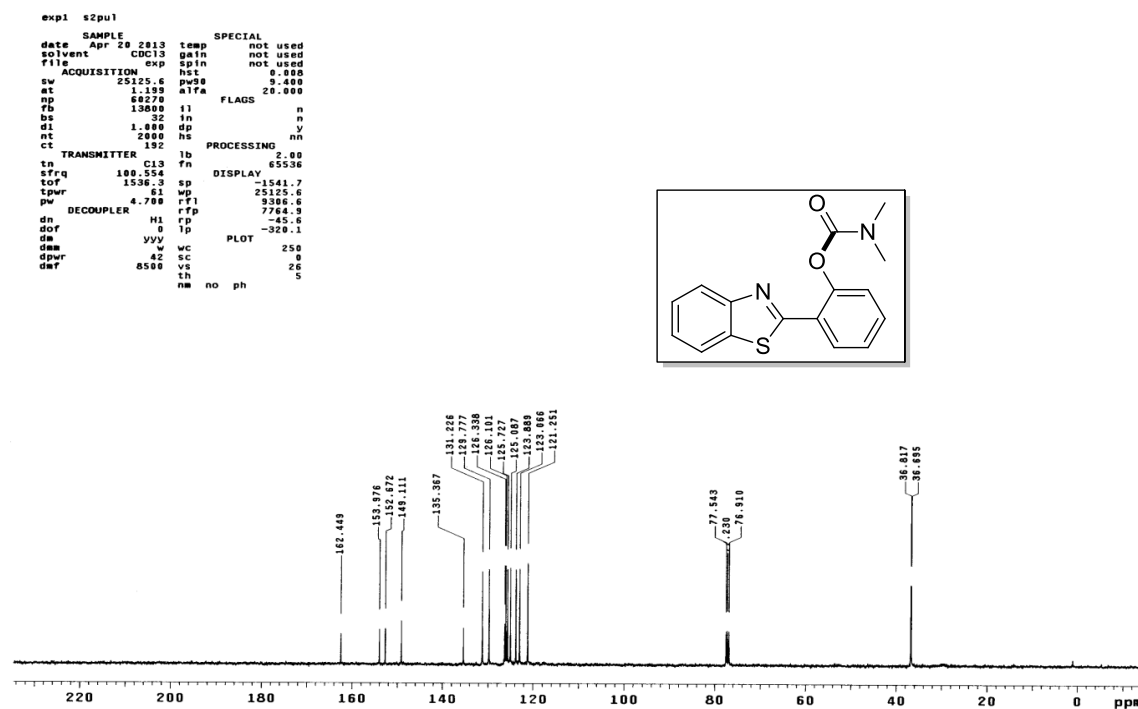 exp1 s2pul
SAMPLE SPECIAL
date Apr 20 2013 temp not used
solvent CDCl3 gain not used
file exp spin not used
ACQUISITION hst 0.008
sw 25125.6 pw90 9.400
at 1.199 alfa 20.000
np 60270 FLAGS
fb 13800 il n
bs 32 in n
d1 1.000 dp y
nt 2000 hs nn
ct 192 PROCESSING
TRANSMITTER lb 2.00
tn C13 fn 65536
sfrq 100.554 DISPLAY
tof 1536.3 sp -1541.7
tpwr 61 wp 25125.6
pw 4.700 rfl 9306.6
DECOUPLER rfp 7764.9
dn H1 rp -45.6
dof 0 lp -320.1
dm yyy PLOT
dmm w wc 250
dpwr 42 sc 0
dmf 8500 vs 26
th 5
nm no ph
O
N
O
N
S
162.449
153.976
152.672
149.111
135.367
131.226
129.777
126.338
126.101
125.727
125.087
123.889
123.066
121.251
77.543
.230
76.910
36.817
36.695
220 200 180 160 140 120 100 80 60 40 20 0 ppm